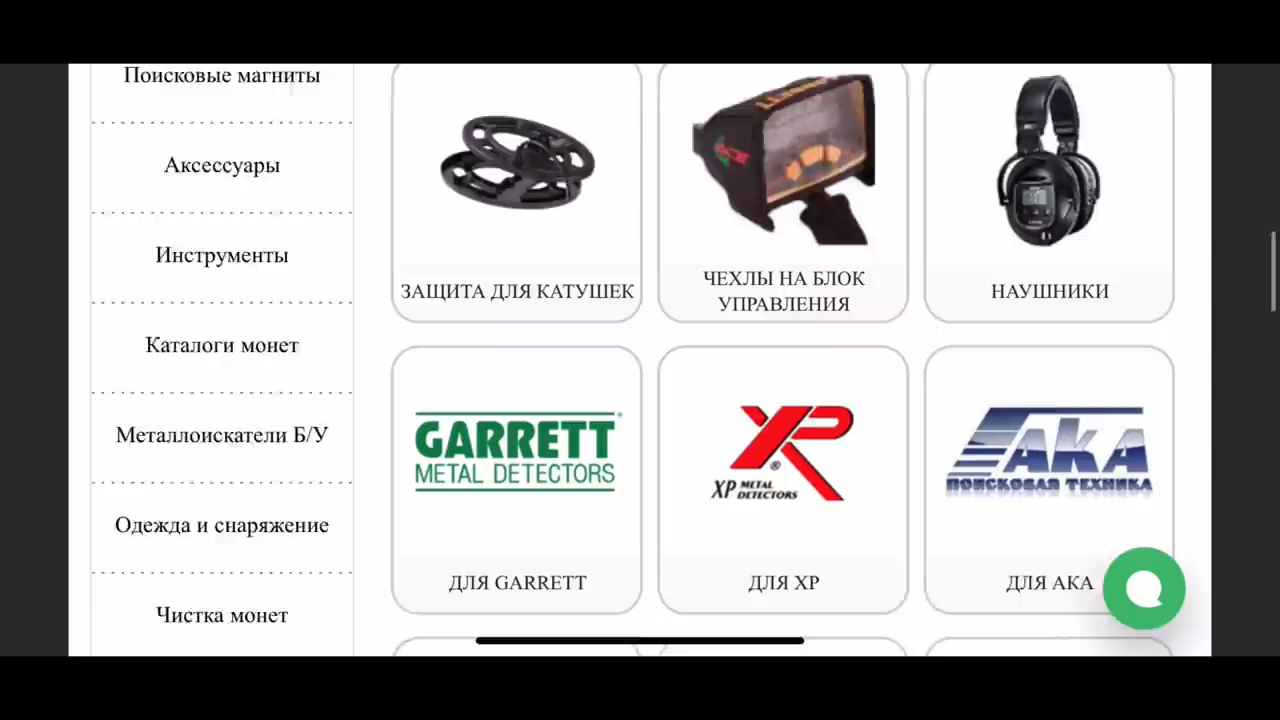 Поисковые магниты
Аксессуары
Инструменты
Каталоги монет
Металлоискатели Б/У
Одежда и снаряжение
Чистка монет
ЗАЩИТА ДЛЯ КАТУШЕК
ЧЕХЛЫ НА БЛОК
УПРАВЛЕНИЯ
НАУШНИКИ
GARRETT
METAL DETECTORS
ДЛЯ GARRETT
XP
®
XP METAL
DETECTORS
ДЛЯ XP
АКА
ПОИСКОВАЯ ТЕХНИКА
ДЛЯ АКА